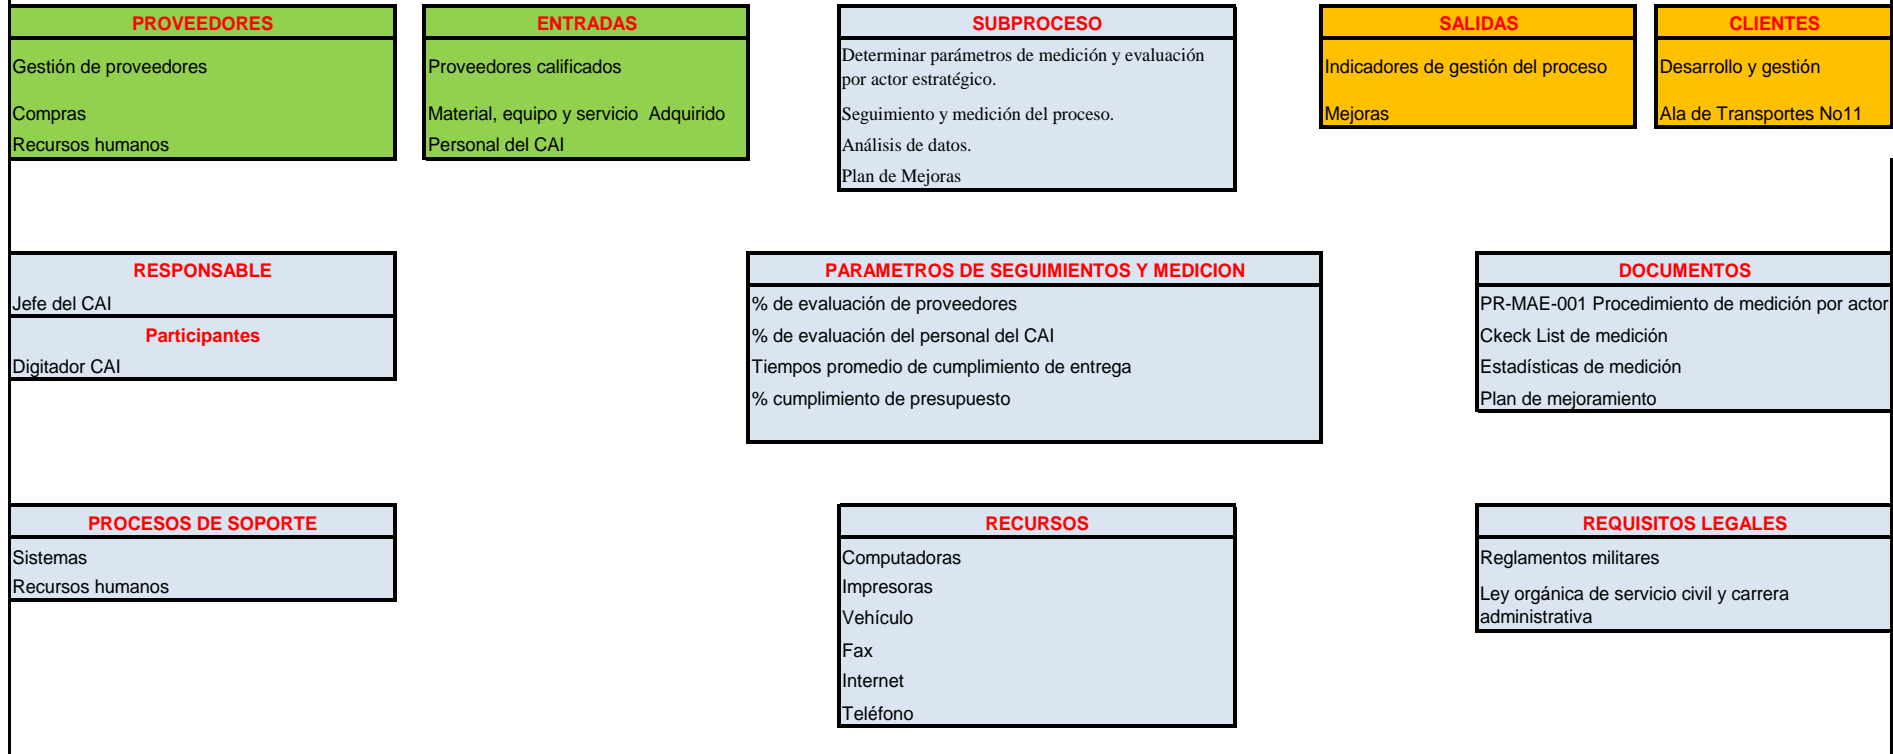 PROVEEDORES
Gestión de proveedores
Compras
Recursos humanos
ENTRADAS
Proveedores calificados
Material, equipo y servicio  Adquirido
Personal del CAI
SUBPROCESO
Determinar parámetros de medición y evaluación
por actor estratégico.
Seguimiento y medición del proceso.
Análisis de datos.
Plan de Mejoras
SALIDAS
Indicadores de gestión del proceso
Mejoras
CLIENTES
Desarrollo y gestión
Ala de Transportes No11
RESPONSABLE
Jefe del CAI
Participantes
Digitador CAI
PARAMETROS DE SEGUIMIENTOS Y MEDICION
% de evaluación de proveedores
% de evaluación del personal del CAI
Tiempos promedio de cumplimiento de entrega
% cumplimiento de presupuesto
DOCUMENTOS
PR-MAE-001 Procedimiento de medición por actor
Ckeck List de medición
Estadísticas de medición
Plan de mejoramiento
PROCESOS DE SOPORTE
Sistemas
Recursos humanos
RECURSOS
Computadoras
Impresoras
Vehículo
Fax
Internet
Teléfono
REQUISITOS LEGALES
Reglamentos militares
Ley orgánica de servicio civil y carrera
administrativa